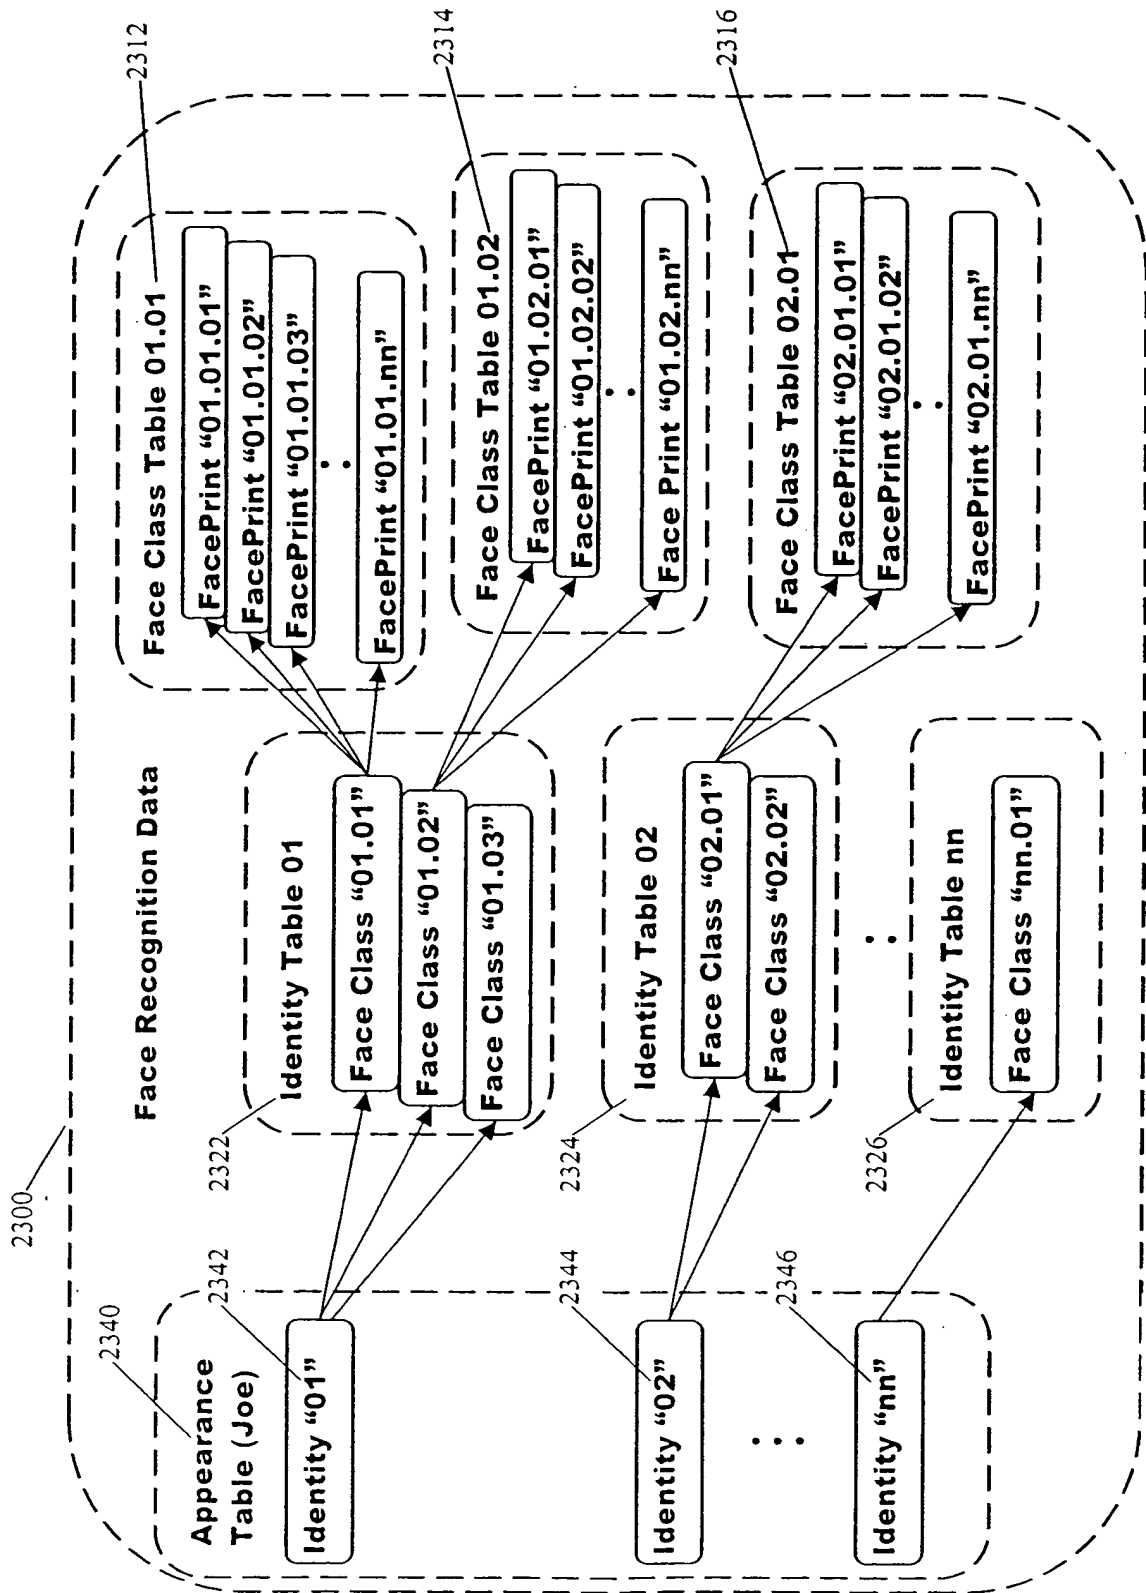 2300
Face Recognition Data
2340
Appearance
Table (Joe)
2342
Identity “01”
2344
Identity “02”
2346
Identity “nn”
2322
Identity Table 01
Face Class “01.01”
Face Class “01.02”
Face Class “01.03”
2324
Identity Table 02
Face Class “02.01”
Face Class “02.02”
2326
Identity Table nn
Face Class “nn.01”
2312
Face Class Table 01.01
FacePrint “01.01.01”
FacePrint “01.01.02”
FacePrint “01.01.03”
FacePrint “01.01.nn”
2314
Face Class Table 01.02
FacePrint “01.02.01”
FacePrint “01.02.02”
Face Print “01.02.nn”
2316
Face Class Table 02.01
FacePrint “02.01.01”
FacePrint “02.01.02”
FacePrint “02.01.nn”